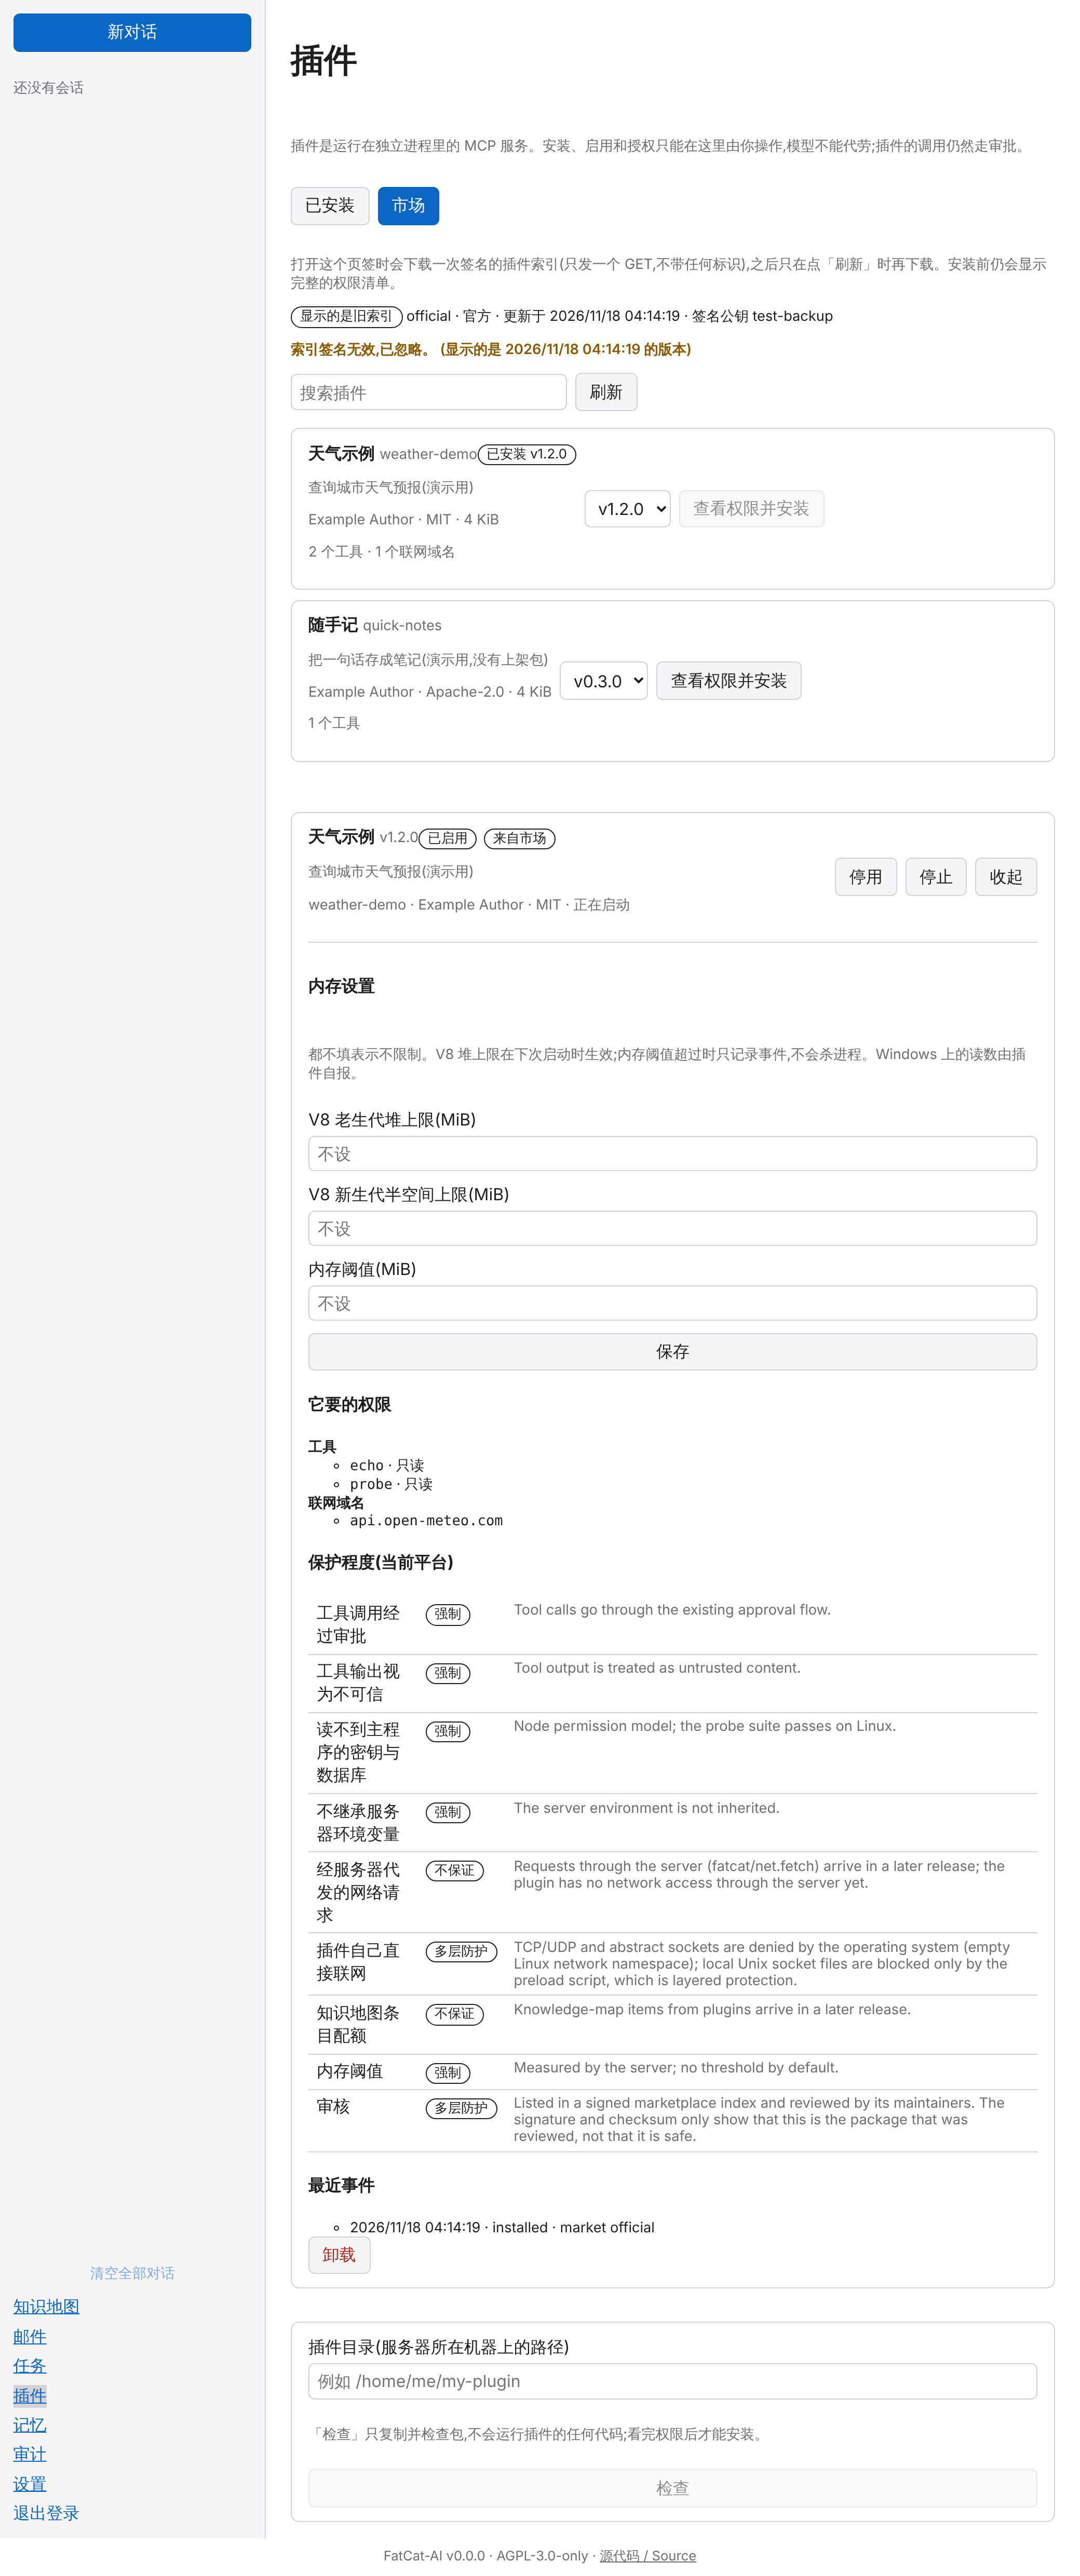 新对话
还没有会话
插件
插件是运行在独立进程里的 MCP 服务。安装、启用和授权只能在这里由你操作,模型不能代劳;插件的调用仍然走审批。
已安装 市场
打开这个页签时会下载一次签名的插件索引(只发一个 GET,不带任何标识),之后只在点「刷新」时再下载。安装前仍会显示
完整的权限清单。
显示的是旧索引 official · 官方 · 更新于 2026/11/18 04:14:19 · 签名公钥 test-backup
索引签名无效,已忽略。 (显示的是 2026/11/18 04:14:19 的版本)
搜索插件 刷新
天气示例 weather-demo 已安装 v1.2.0
查询城市天气预报(演示用)
Example Author · MIT · 4 KiB
2 个工具 · 1 个联网域名
v1.2.0 查看权限并安装
随手记 quick-notes
把一句话存成笔记(演示用,没有上架包)
Example Author · Apache-2.0 · 4 KiB
1 个工具
v0.3.0 查看权限并安装
天气示例 v1.2.0 已启用 来自市场
查询城市天气预报(演示用)
weather-demo · Example Author · MIT · 正在启动
停用 停止 收起
内存设置
都不填表示不限制。V8 堆上限在下次启动时生效;内存阈值超过时只记录事件,不会杀进程。Windows 上的读数由插
件自报。
V8 老生代堆上限(MiB)
不设
V8 新生代半空间上限(MiB)
不设
内存阈值(MiB)
不设
保存
它要的权限
工具
echo · 只读
probe · 只读
联网域名
api.open-meteo.com
保护程度(当前平台)
工具调用经
过审批
强制
Tool calls go through the existing approval flow.
工具输出视
为不可信
强制
Tool output is treated as untrusted content.
读不到主程
序的密钥与
数据库
强制
Node permission model; the probe suite passes on Linux.
不继承服务
器环境变量
强制
The server environment is not inherited.
经服务器代
发的网络请
求
不保证
Requests through the server (fatcat/net.fetch) arrive in a later release; the
plugin has no network access through the server yet.
插件自己直
接联网
多层防护
TCP/UDP and abstract sockets are denied by the operating system (empty
Linux network namespace); local Unix socket files are blocked only by the
preload script, which is layered protection.
知识地图条
目配额
不保证
Knowledge-map items from plugins arrive in a later release.
内存阈值
强制
Measured by the server; no threshold by default.
审核
多层防护
Listed in a signed marketplace index and reviewed by its maintainers. The
signature and checksum only show that this is the package that was
reviewed, not that it is safe.
最近事件
2026/11/18 04:14:19 · installed · market official
卸载
插件目录(服务器所在机器上的路径)
例如 /home/me/my-plugin
「检查」只复制并检查包,不会运行插件的任何代码;看完权限后才能安装。
检查
清空全部对话
知识地图
邮件
任务
插件
记忆
审计
设置
退出登录
FatCat-AI v0.0.0 · AGPL-3.0-only · 源代码 / Source